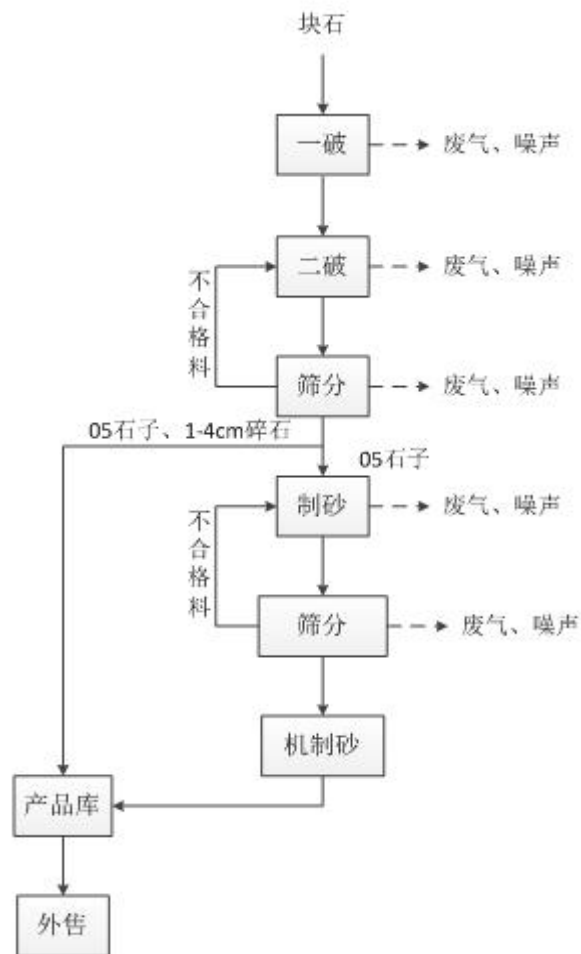 块石
一破
废气、噪声
二破
废气、噪声
不合格料
筛分
废气、噪声
05石子、1-4cm碎石
05石子
制砂
废气、噪声
不合格料
筛分
废气、噪声
机制砂
产品库
外售